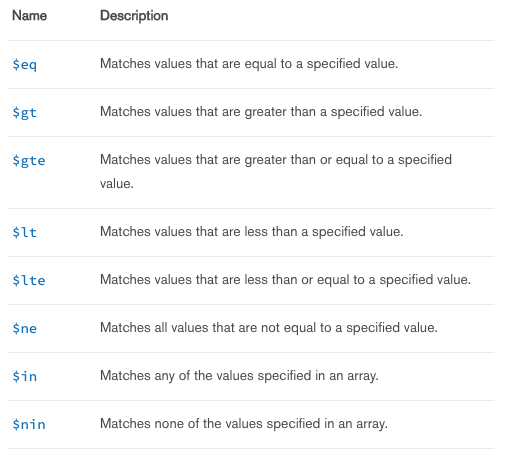 Name Description
$eq Matches values that are equal to a specified value.
$gt Matches values that are greater than a specified value.
$gte Matches values that are greater than or equal to a specified
value.
$lt Matches values that are less than a specified value.
$lte Matches values that are less than or equal to a specified value.
$ne Matches all values that are not equal to a specified value.
$in Matches any of the values specified in an array.
$nin Matches none of the values specified in an array.